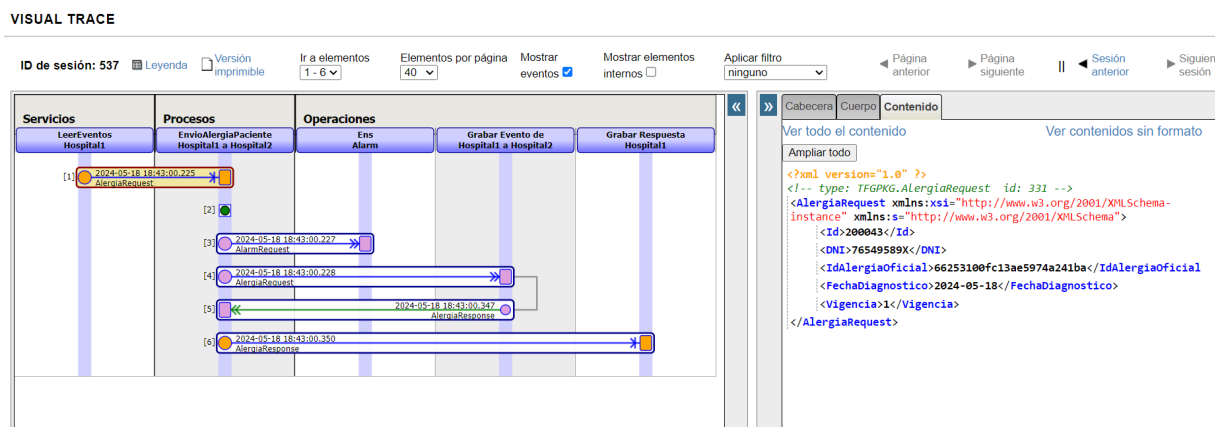 VISUAL TRACE
ID de sesión: 537 Leyenda Versión imprimible Ir a elementos 1 - 6 Elementos por página 40 Mostrar eventos Mostrar elementos internos Aplicar filtro ninguno Página anterior Página siguiente || Sesión anterior Siguien sesión
Servicios Procesos Operaciones
LeerEventos Hospital1 EnvioAlergiaPaciente Hospital1 a Hospital2 Ens Alarm Grabar Evento de Hospital1 a Hospital2 Grabar Respuesta Hospital1
[1] 2024-05-18 18:43:00.225
AlergiaRequest
[2]
[3] 2024-05-18 18:43:00.227
AlarmRequest
[4] 2024-05-18 18:43:00.228
AlergiaRequest
[5] 2024-05-18 18:43:00.347
AlergiaResponse
[6] 2024-05-18 18:43:00.350
AlergiaResponse
« »
Cabecera Cuerpo Contenido
Ver todo el contenido Ver contenidos sin formato
Ampliar todo
<?xml version="1.0" ?>
<!-- type: TFGPKG.AlergiaRequest id: 331 -->
<AlergiaRequest xmlns:xsi="http://www.w3.org/2001/XMLSchema-
instance" xmlns:s="http://www.w3.org/2001/XMLSchema">
<Id>200043</Id>
<DNI>76549589X</DNI>
<IdAlergiaOficial>66253100fc13ae5974a241ba</IdAlergiaOficial
<FechaDiagnostico>2024-05-18</FechaDiagnostico>
<Vigencia>1</Vigencia>
</AlergiaRequest>